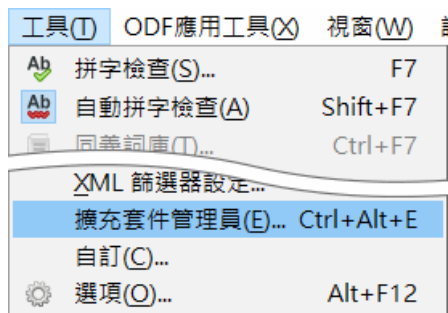 工具(T) ODF應用工具(X) 視窗(W)
拼字檢查(S)... F7
自動拼字檢查(A) Shift+F7
同義詞庫(T)... Ctrl+F7
XML 篩選器設定...
擴充套件管理員(E)... Ctrl+Alt+E
自訂(C)...
選項(O)... Alt+F12